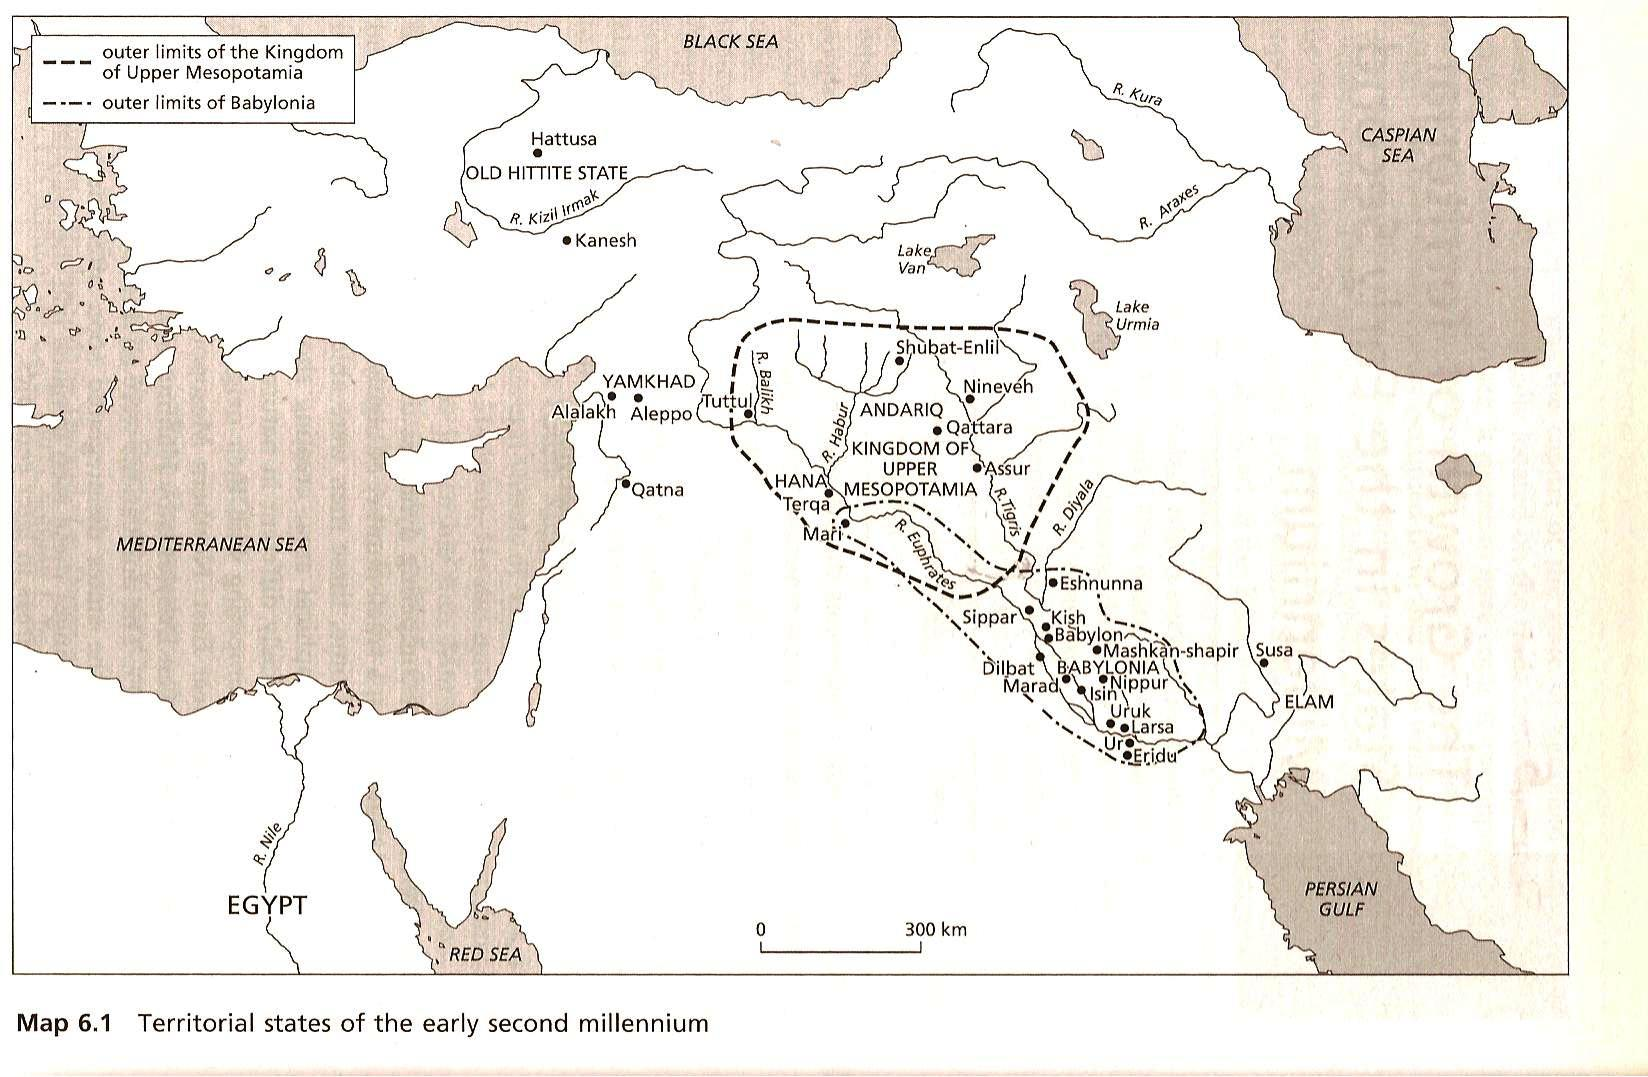 outer limits of the Kingdom
of Upper Mesopotamia
outer limits of Babylonia
BLACK SEA
R. Kura
CASPIAN
SEA
Hattusa
OLD HITTITE STATE
R. Kizil Irmak
Kanesh
R. Araxes
Lake
Van
Lake
Urmia
Shubat-Enlil
R. Balikh
YAMKHAD
Alalakh
Aleppo
Tuttul
Nineveh
ANDARIQ
Qattara
R. Habur
KINGDOM OF
UPPER
MESOPOTAMIA
Assur
Qatna
HANA
Terqa
Mari
R. Tigris
R. Diyala
R. Euphrates
MEDITERRANEAN SEA
Eshnunna
Sippar
Kish
Babylon
Mashkan-shapir
Susa
Dilbat
BABYLONIA
Marad
Nippur
Isin
ELAM
Uruk
Larsa
Ur
Eridu
R. Nile
EGYPT
RED SEA
0 300 km
PERSIAN
GULF
Map 6.1 Territorial states of the early second millennium